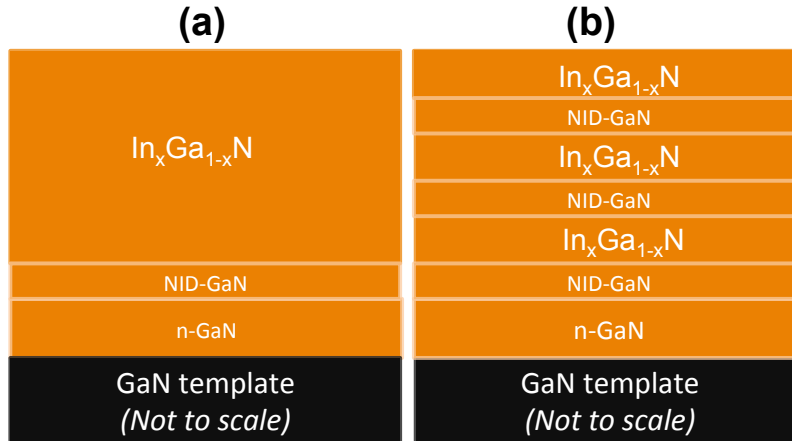 (a)
InₓGa₁₋ₓN
NID-GaN
n-GaN
GaN template
(Not to scale)
(b)
InₓGa₁₋ₓN
NID-GaN
InₓGa₁₋ₓN
NID-GaN
InₓGa₁₋ₓN
NID-GaN
n-GaN
GaN template
(Not to scale)